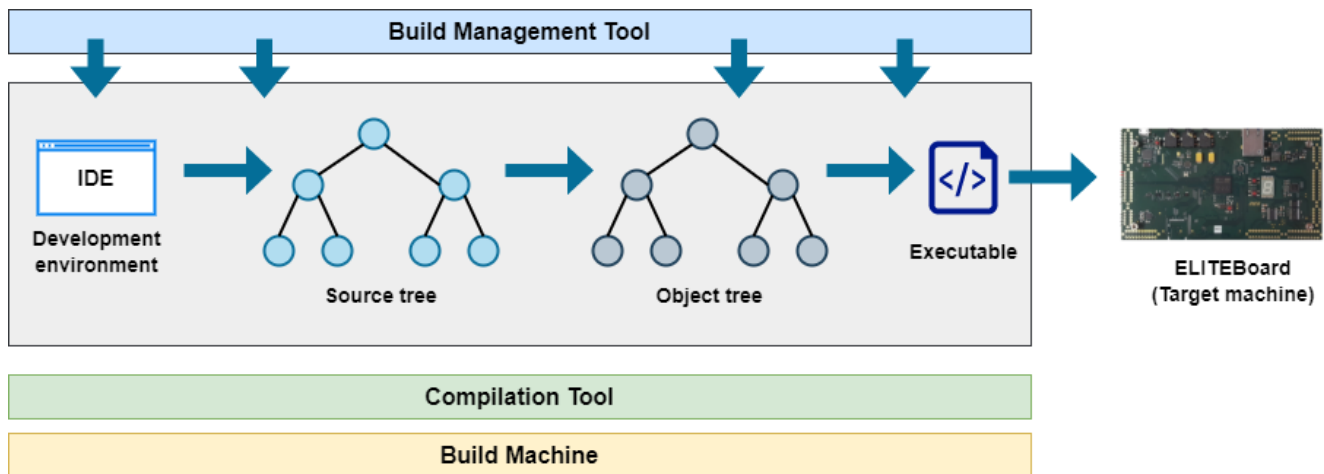 Build Management Tool
IDE
</>
Development
environment
Source tree
Object tree
Executable
ELITEBoard
(Target machine)
Compilation Tool
Build Machine